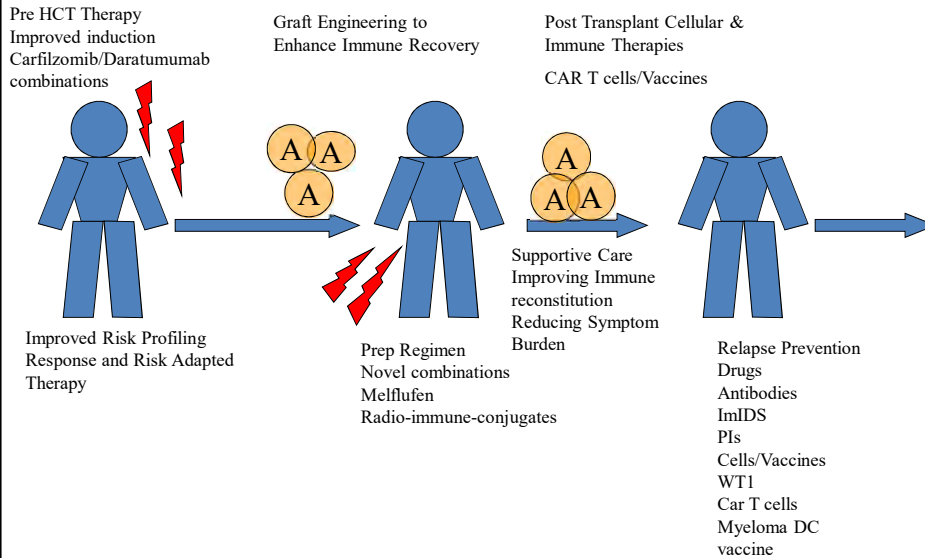 Pre HCT Therapy
Improved induction
Carfilzomib/Daratumumab
combinations
Graft Engineering to
Enhance Immune Recovery
Post Transplant Cellular &
Immune Therapies
CAR T cells/Vaccines
A A
A
A
A A
Improved Risk Profiling
Response and Risk Adapted
Therapy
Prep Regimen
Novel combinations
Melflufen
Radio-immune-conjugates
Supportive Care
Improving Immune
reconstitution
Reducing Symptom
Burden
Relapse Prevention
Drugs
Antibodies
ImIDS
PIs
Cells/Vaccines
WT1
Car T cells
Myeloma DC
vaccine